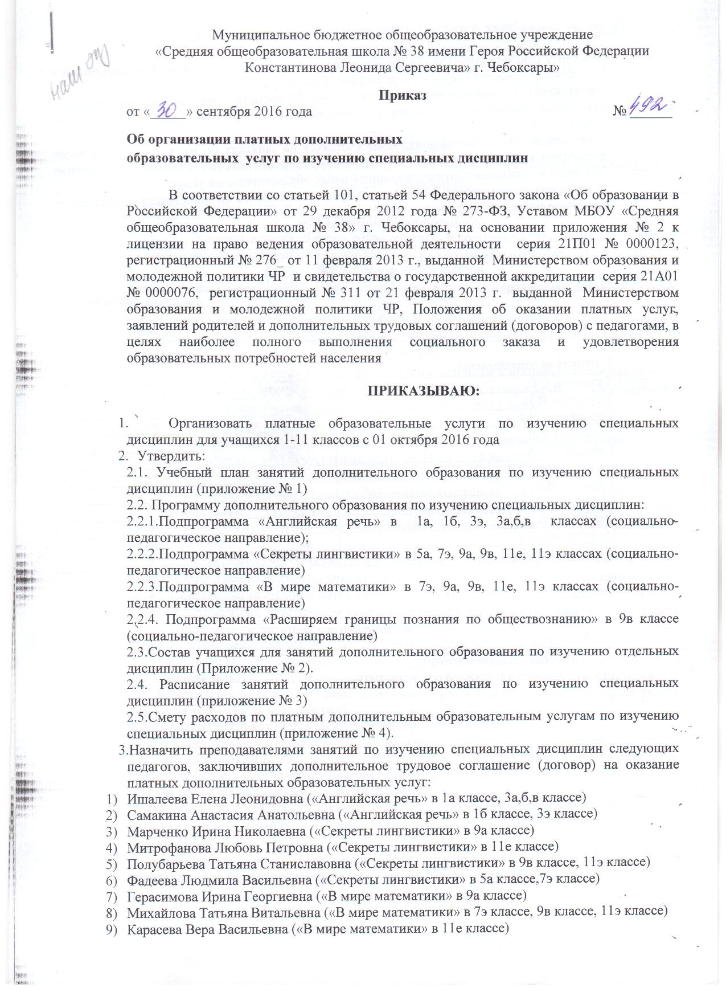 Муниципальное бюджетное общеобразовательное учреждение
«Средняя общеобразовательная школа № 38 имени Героя Российской Федерации
Константинова Леонида Сергеевича» г. Чебоксары»
Приказ
от «30» сентября 2016 года № 492
Об организации платных дополнительных
образовательных услуг по изучению специальных дисциплин
В соответствии со статьей 101, статьей 54 Федерального закона «Об образовании в
Российской Федерации» от 29 декабря 2012 года № 273-ФЗ, Уставом МБОУ «Средняя
общеобразовательная школа № 38» г. Чебоксары, на основании приложения № 2 к
лицензии на право ведения образовательной деятельности серия 21П01 № 0000123,
регистрационный № 276_ от 11 февраля 2013 г., выданной Министерством образования и
молодежной политики ЧР и свидетельства о государственной аккредитации серия 21А01
№ 0000076, регистрационный № 311 от 21 февраля 2013 г. выданной Министерством
образования и молодежной политики ЧР, Положения об оказании платных услуг,
заявлений родителей и дополнительных трудовых соглашений (договоров) с педагогами, в
целях наиболее полного выполнения социального заказа и удовлетворения
образовательных потребностей населения
ПРИКАЗЫВАЮ:
1. Организовать платные образовательные услуги по изучению специальных
дисциплин для учащихся 1-11 классов с 01 октября 2016 года
2. Утвердить:
2.1. Учебный план занятий дополнительного образования по изучению специальных
дисциплин (приложение № 1)
2.2. Программу дополнительного образования по изучению специальных дисциплин:
2.2.1.Подпрограмма «Английская речь» в 1а, 1б, 3э, 3а,б,в классах (социально-
педагогическое направление);
2.2.2.Подпрограмма «Секреты лингвистики» в 5а, 7э, 9а, 9в, 11е, 11э классах (социально-
педагогическое направление)
2.2.3.Подпрограмма «В мире математики» в 7э, 9а, 9в, 11е, 11э классах (социально-
педагогическое направление)
2.2.4. Подпрограмма «Расширяем границы познания по обществознанию» в 9в классе
(социально-педагогическое направление)
2.3.Состав учащихся для занятий дополнительного образования по изучению отдельных
дисциплин (Приложение № 2).
2.4. Расписание занятий дополнительного образования по изучению специальных
дисциплин (приложение № 3)
2.5.Смету расходов по платным дополнительным образовательным услугам по изучению
специальных дисциплин (приложение № 4).
3.Назначить преподавателями занятий по изучению специальных дисциплин следующих
педагогов, заключивших дополнительное трудовое соглашение (договор) на оказание
платных дополнительных образовательных услуг:
1) Ишалеева Елена Леонидовна («Английская речь» в 1а классе, 3а,б,в классе)
2) Самакина Анастасия Анатольевна («Английская речь» в 1б классе, 3э классе)
3) Марченко Ирина Николаевна («Секреты лингвистики» в 9а классе)
4) Митрофанова Любовь Петровна («Секреты лингвистики» в 11е классе)
5) Полубарьева Татьяна Станиславовна («Секреты лингвистики» в 9в классе, 11э классе)
6) Фадеева Людмила Васильевна («Секреты лингвистики» в 5а классе,7э классе)
7) Герасимова Ирина Георгиевна («В мире математики» в 9а классе)
8) Михайлова Татьяна Витальевна («В мире математики» в 7э классе, 9в классе, 11э классе)
9) Карасева Вера Васильевна («В мире математики» в 11е классе)